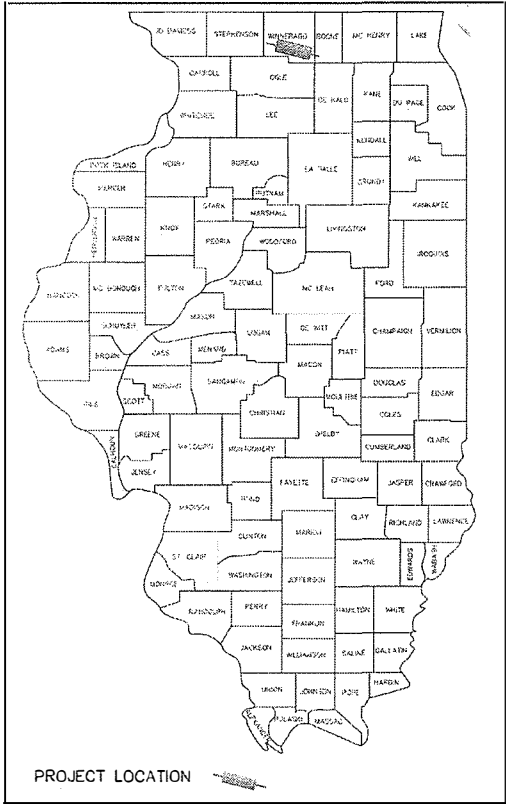 JO DAVIESS STEPHENSON WINNEBAGO BOONE MC HENRY LAKE
CARROLL OGLE
DE KALB KANE DU PAGE COOK
WHITESIDE LEE
KENDALL WILL
ROCK ISLAND HENRY BUREAU LA SALLE GRUNDY
MERCER PUTNAM
STARK MARSHALL KANKAKEE
HENDERSON WARREN KNOX PEORIA WOODFORD LIVINGSTON
IROQUOIS
HANCOCK MC DONOUGH FULTON TAZEWELL MC LEAN FORD
MASON
SCHUYLER LOGAN DE WITT CHAMPAIGN VERMILION
ADAMS BROWN CASS MENARD PIATT
MACON
MORGAN SANGAMON DOUGLAS
PIKE SCOTT MOULTRIE EDGAR
CHRISTIAN COLES
GREENE MACOUPIN SHELBY
CALHOUN MONTGOMERY CUMBERLAND CLARK
JERSEY FAYETTE EFFINGHAM JASPER CRAWFORD
MADISON BOND
CLAY RICHLAND LAWRENCE
CLINTON MARION
ST. CLAIR WAYNE EDWARDS WABASH
WASHINGTON JEFFERSON
MONROE
RANDOLPH PERRY HAMILTON WHITE
FRANKLIN
JACKSON WILLIAMSON SALINE GALLATIN
UNION JOHNSON POPE HARDIN
ALEXANDER PULASKI MASSAC
PROJECT LOCATION